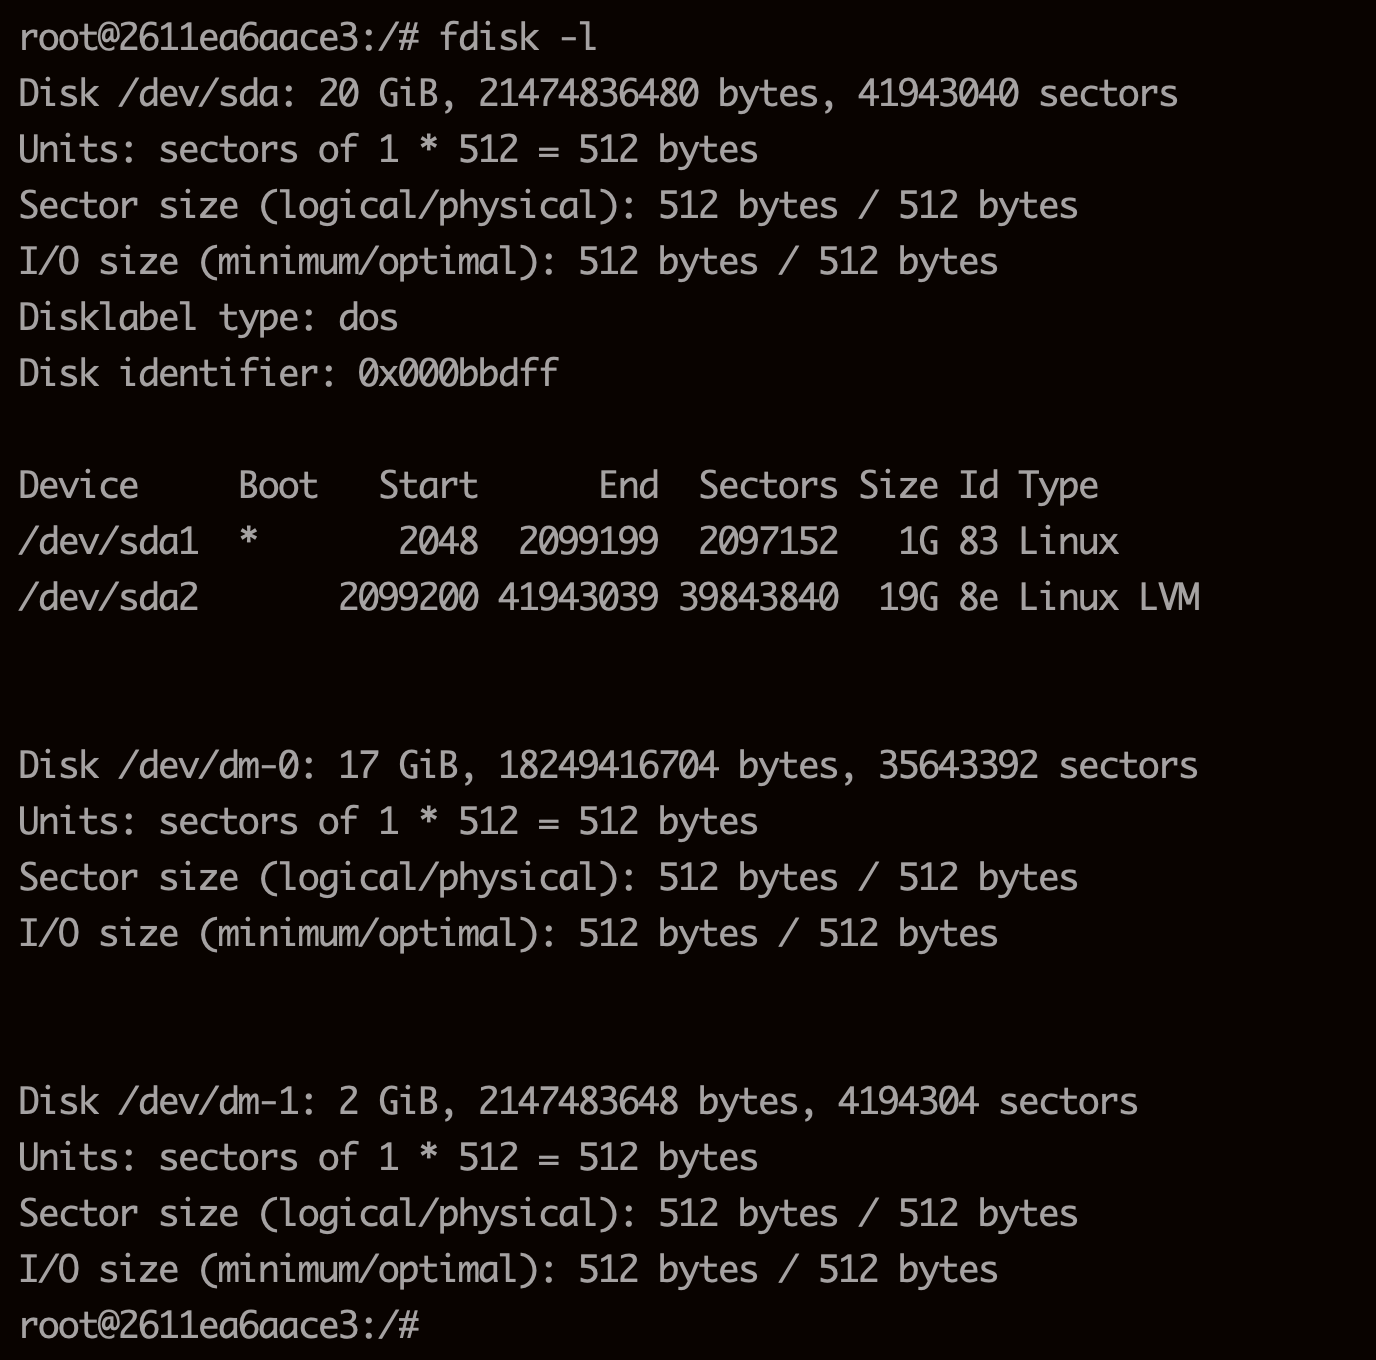 root@2611ea6aace3:/# fdisk -l
Disk /dev/sda: 20 GiB, 21474836480 bytes, 41943040 sectors
Units: sectors of 1 * 512 = 512 bytes
Sector size (logical/physical): 512 bytes / 512 bytes
I/O size (minimum/optimal): 512 bytes / 512 bytes
Disklabel type: dos
Disk identifier: 0x000bbdff

Device     Boot   Start      End  Sectors Size Id Type
/dev/sda1  *       2048  2099199  2097152   1G 83 Linux
/dev/sda2       2099200 41943039 39843840  19G 8e Linux LVM


Disk /dev/dm-0: 17 GiB, 18249416704 bytes, 35643392 sectors
Units: sectors of 1 * 512 = 512 bytes
Sector size (logical/physical): 512 bytes / 512 bytes
I/O size (minimum/optimal): 512 bytes / 512 bytes


Disk /dev/dm-1: 2 GiB, 2147483648 bytes, 4194304 sectors
Units: sectors of 1 * 512 = 512 bytes
Sector size (logical/physical): 512 bytes / 512 bytes
I/O size (minimum/optimal): 512 bytes / 512 bytes
root@2611ea6aace3:/#